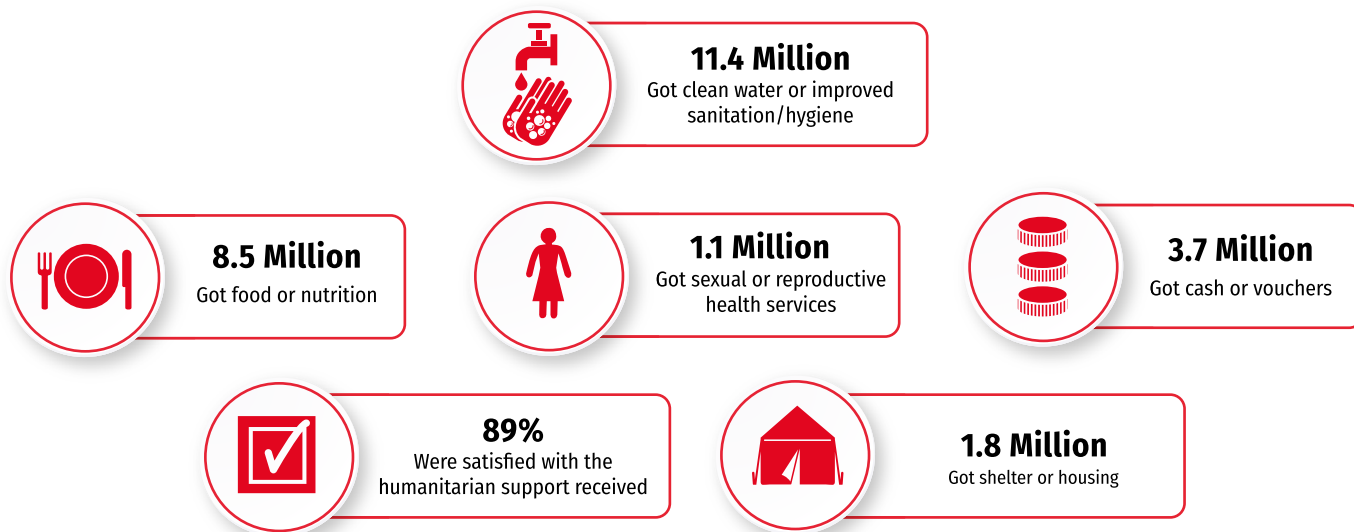 11.4 Million
Got clean water or improved
sanitation/hygiene
8.5 Million
Got food or nutrition
1.1 Million
Got sexual or reproductive
health services
3.7 Million
Got cash or vouchers
89%
Were satisfied with the
humanitarian support received
1.8 Million
Got shelter or housing